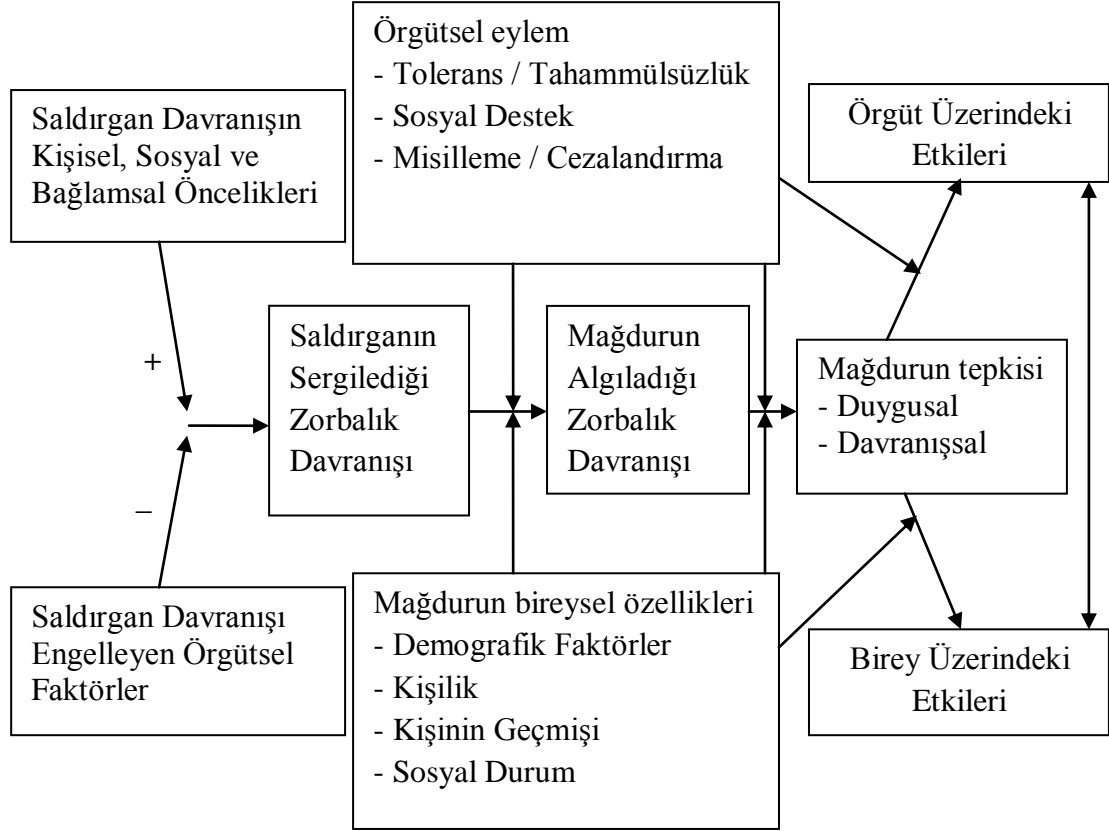 Örgütsel eylem
- Tolerans / Tahammülsüzlük
- Sosyal Destek
- Misilleme / Cezalandırma
Saldırgan Davranışın
Kişisel, Sosyal ve
Bağlamsal Öncelikleri
Örgüt Üzerindeki
Etkileri
+
Saldırganın
Sergilediği
Zorbalık
Davranışı
Mağdurun
Algıladığı
Zorbalık
Davranışı
Mağdurun tepkisi
- Duygusal
- Davranışsal
–
Saldırgan Davranışı
Engelleyen Örgütsel
Faktörler
Mağdurun bireysel özellikleri
- Demografik Faktörler
- Kişilik
- Kişinin Geçmişi
- Sosyal Durum
Birey Üzerindeki
Etkileri